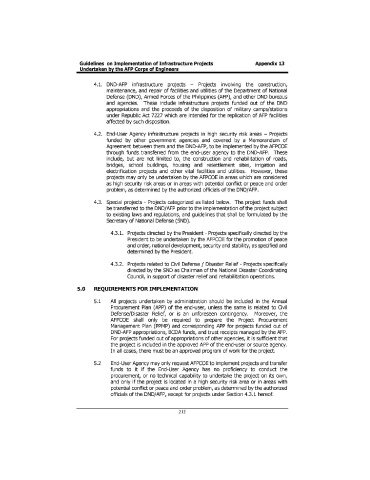 Guidelines on Implementation of Infrastructure Projects Appendix 13
Undertaken by the AFP Corps of Engineers
4.1. DND-AFP infrastructure projects – Projects involving the construction,
maintenance, and repair of facilities and utilities of the Department of National
Defense (DND), Armed Forces of the Philippines (AFP), and other DND bureaus
and agencies. These include infrastructure projects funded out of the DND
appropriations and the proceeds of the disposition of military camps/stations
under Republic Act 7227 which are intended for the replication of AFP facilities
affected by such disposition.
4.2. End-User Agency infrastructure projects in high security risk areas – Projects
funded by other government agencies and covered by a Memorandum of
Agreement between them and the DND-AFP, to be implemented by the AFPCOE
through funds transferred from the end-user agency to the DND-AFP. These
include, but are not limited to, the construction and rehabilitation of roads,
bridges, school buildings, housing and resettlement sites, irrigation and
electrification projects and other vital facilities and utilities. However, these
projects may only be undertaken by the AFPCOE in areas which are considered
as high security risk areas or in areas with potential conflict or peace and order
problem, as determined by the authorized officials of the DND/AFP.
4.3. Special projects - Projects categorized as listed below. The project funds shall
be transferred to the DND/AFP prior to the implementation of the project subject
to existing laws and regulations, and guidelines that shall be formulated by the
Secretary of National Defense (SND).
4.3.1. Projects directed by the President - Projects specifically directed by the
President to be undertaken by the AFPCOE for the promotion of peace
and order, national development, security and stability, as specified and
determined by the President.
4.3.2. Projects related to Civil Defense / Disaster Relief - Projects specifically
directed by the SND as Chairman of the National Disaster Coordinating
Council, in support of disaster relief and rehabilitation operations.
5.0 REQUIREMENTS FOR IMPLEMENTATION
5.1 All projects undertaken by administration should be included in the Annual
Procurement Plan (APP) of the end-user, unless the same is related to Civil
Defense/Disaster Relief, or is an unforeseen contingency. Moreover, the
AFPCOE shall only be required to prepare the Project Procurement
Management Plan (PPMP) and corresponding APP for projects funded out of
DND-AFP appropriations, BCDA funds, and trust receipts managed by the AFP.
For projects funded out of appropriations of other agencies, it is sufficient that
the project is included in the approved APP of the end-user or source agency.
In all cases, there must be an approved program of work for the project.
5.2 End-User Agency may only request AFPCOE to implement projects and transfer
funds to it if the End-User Agency has no proficiency to conduct the
procurement, or no technical capability to undertake the project on its own,
and only if the project is located in a high security risk area or in areas with
potential conflict or peace and order problem, as determined by the authorized
officials of the DND/AFP, except for projects under Section 4.3.1 hereof.